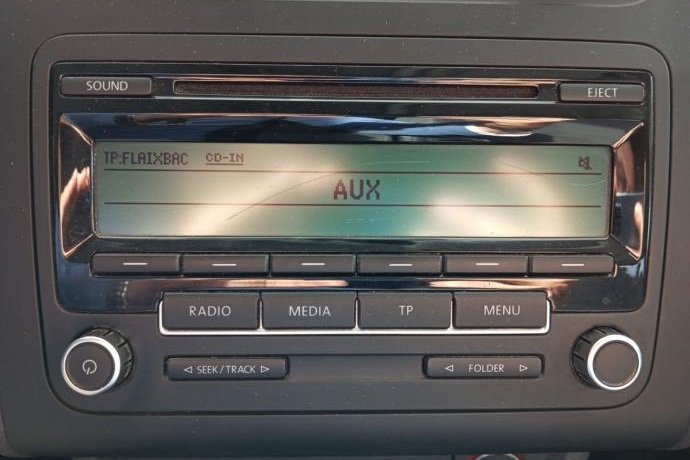 SOUND EJECT
TP:FLAIXBAC CD-IN
AUX
RADIO MEDIA TP MENU
◁ SEEK / TRACK ▷ ◁ FOLDER ▷